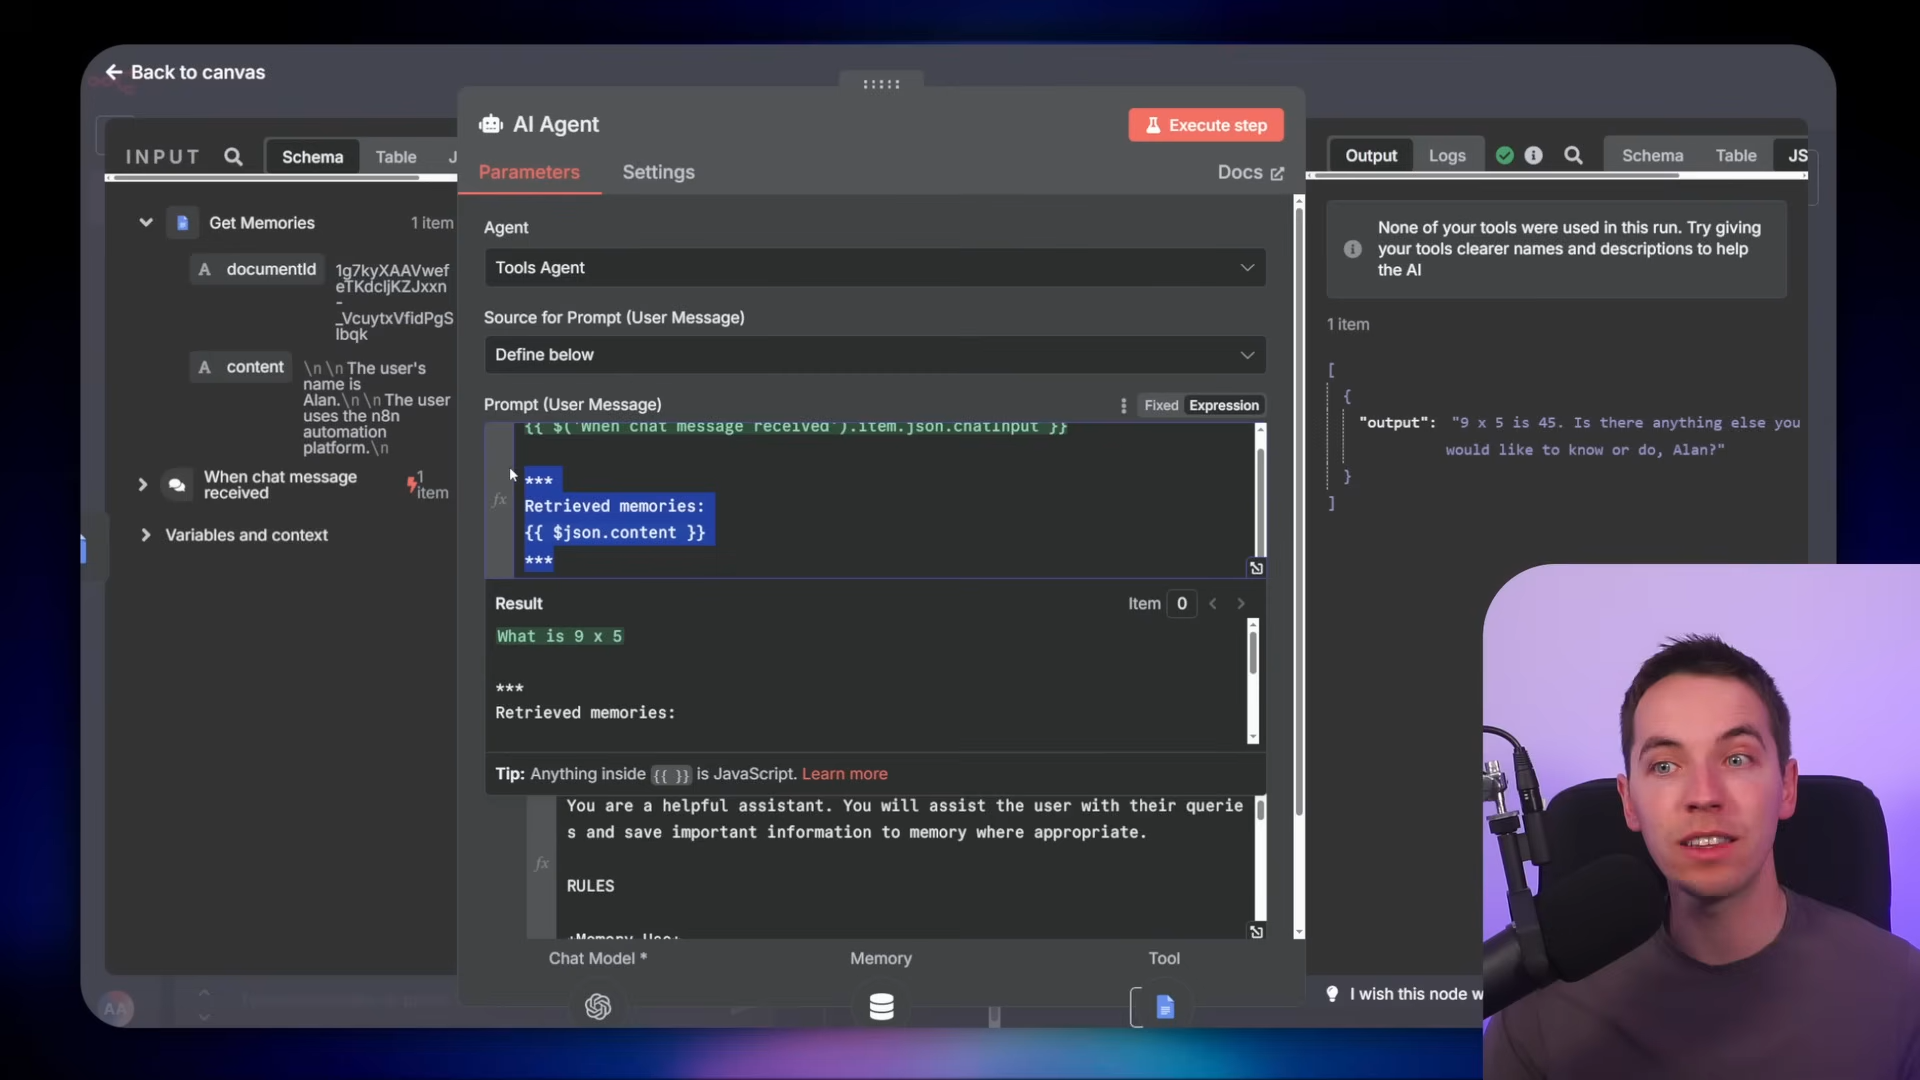 Back to canvas
INPUT
Schema
Table
J
Get Memories
1 item
A documentId
1g7kyXAAVwef
eTKdcljKZJxxn
-
_VcuytxVfidPgS
lbqk
A content
\n\n The user's
name is
Alan.\n\n The user
uses the n8n
automation
platform.\n
When chat message
received
1
item
Variables and context
AI Agent
Execute step
Parameters
Settings
Docs
Agent
Tools Agent
Source for Prompt (User Message)
Define below
Prompt (User Message)
Fixed
Expression
{{ $('When chat message received').item.json.chatInput }}
fx
***
Retrieved memories:
{{ $json.content }}
***
Result
Item 0
What is 9 x 5
***
Retrieved memories:
Tip: Anything inside {{ }} is JavaScript. Learn more
You are a helpful assistant. You will assist the user with their querie
s and save important information to memory where appropriate.
fx
RULES
Chat Model *
Memory
Tool
Output
Logs
Schema
Table
JS
None of your tools were used in this run. Try giving
your tools clearer names and descriptions to help
the AI
1 item
[
{
"output": "9 x 5 is 45. Is there anything else you
would like to know or do, Alan?"
}
]
I wish this node w
AA